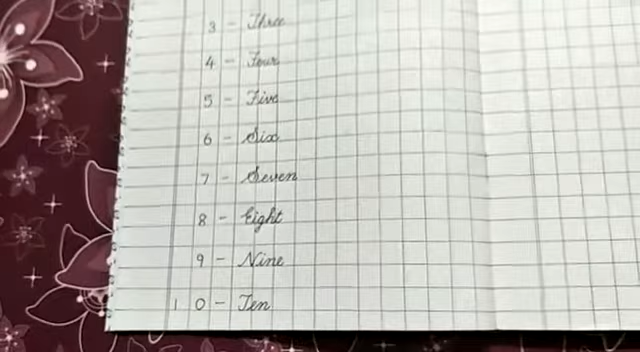 3 - Three
4 - Four
5 - Five
6 - Six
7 - Seven
8 - Eight
9 - Nine
10 - Ten